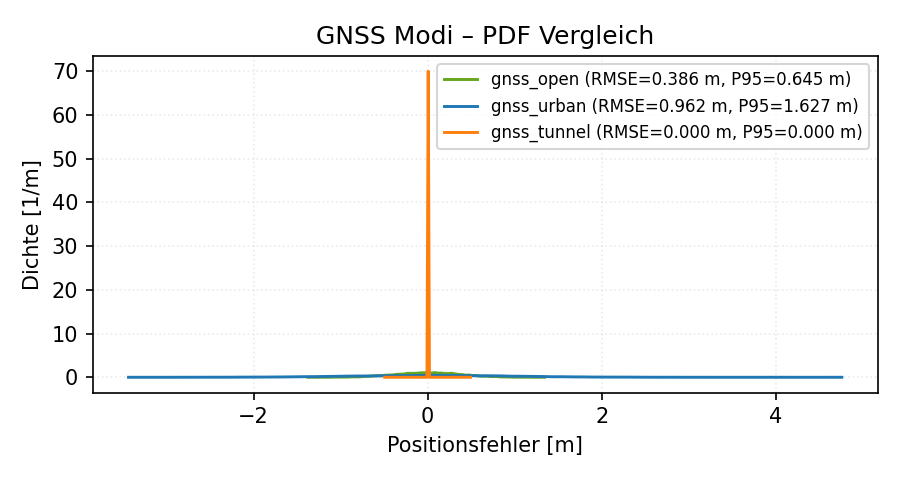 GNSS Modi – PDF Vergleich
gnss_open (RMSE=0.386 m, P95=0.645 m)
gnss_urban (RMSE=0.962 m, P95=1.627 m)
gnss_tunnel (RMSE=0.000 m, P95=0.000 m)
Dichte [1/m]
70
60
50
40
30
20
10
0
−2
0
2
4
Positionsfehler [m]